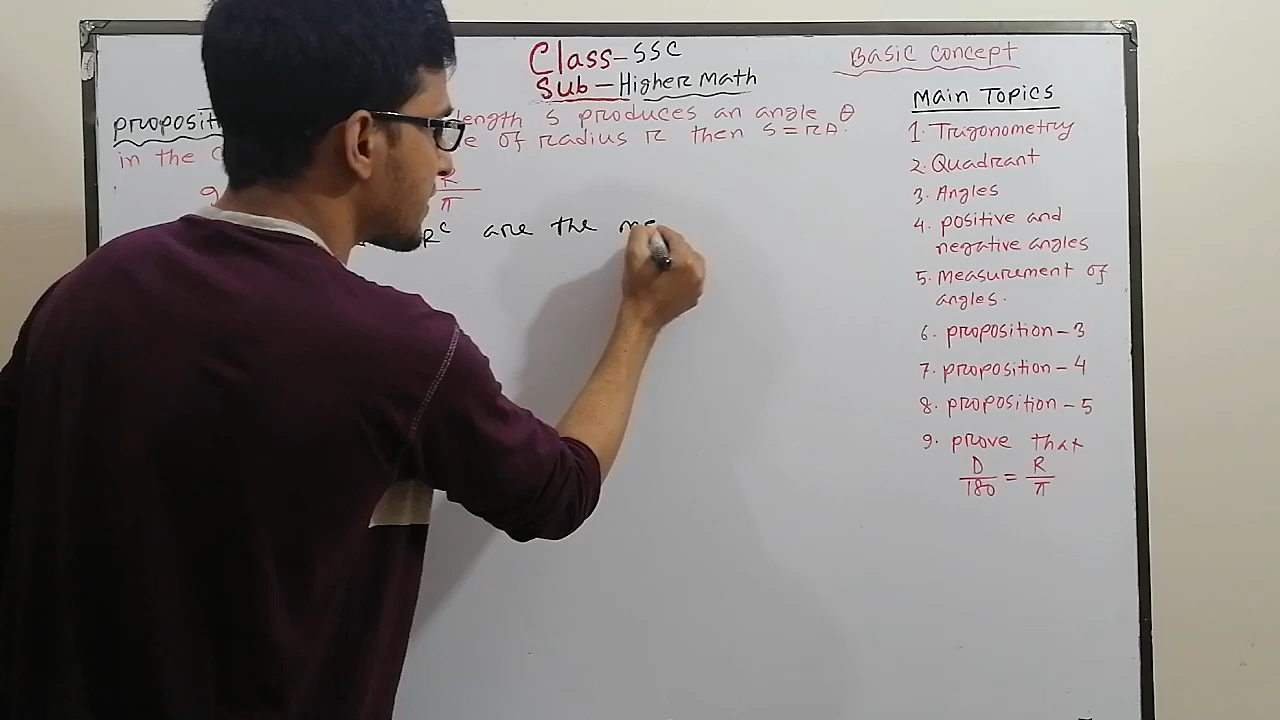 Class-SSC
Sub-Higher Math
Basic concept
length S produces an angle θ
in the
of radius R then S=Rθ.
R
π
R^c are the me
Main Topics
1. Trigonometry
2. Quadrant
3. Angles
4. positive and
negative angles
5. Measurement of
angles.
6. proposition-3
7. proposition-4
8. proposition-5
9. prove that
D/180 = R/π